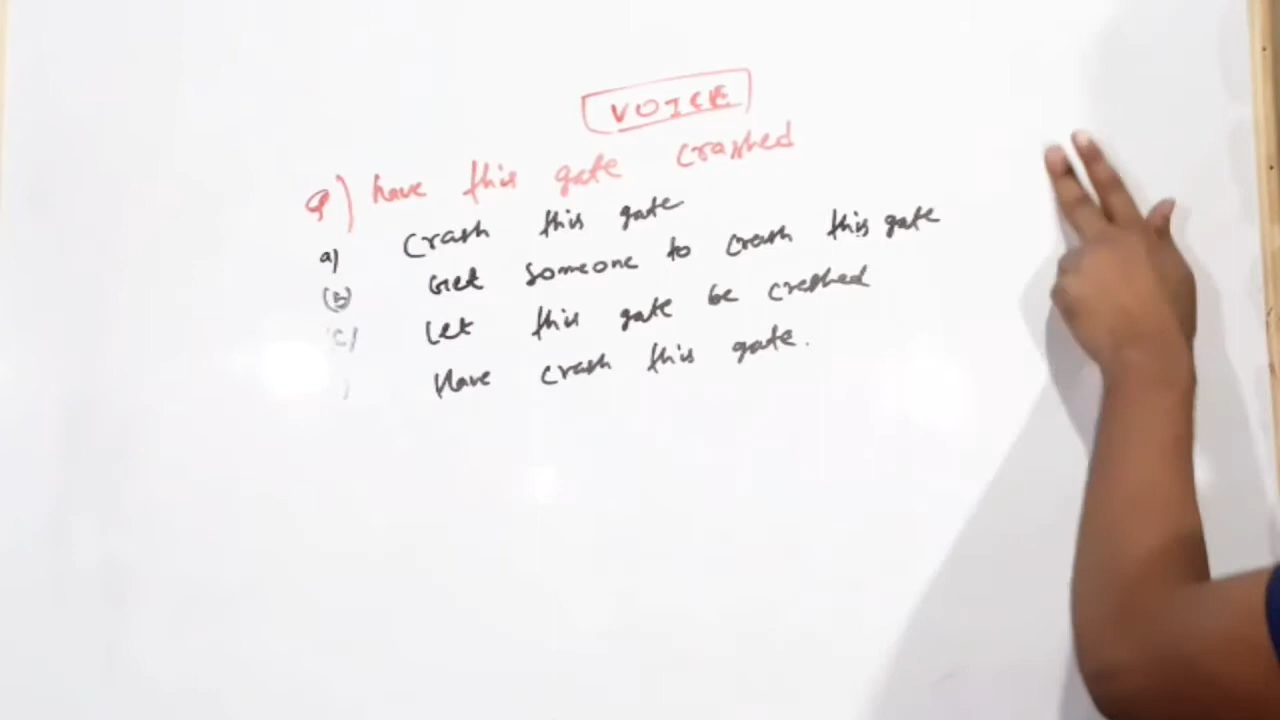 VOICE
Q) have this gate crashed
a) Crash this gate
(B) Get someone to crash this gate
(C) Let this gate be crashed
) Have crash this gate.